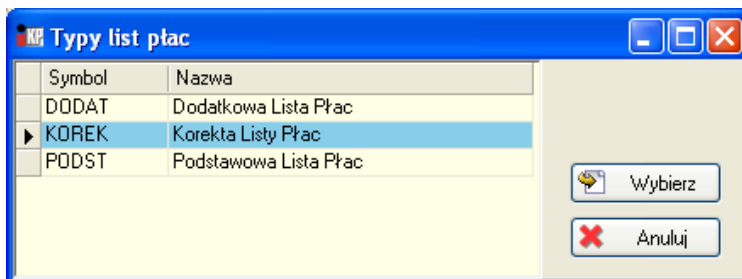 KP Typy list płac
Symbol Nazwa
DODAT Dodatkowa Lista Płac
KOREK Korekta Listy Płac
PODST Podstawowa Lista Płac
Wybierz
Anuluj